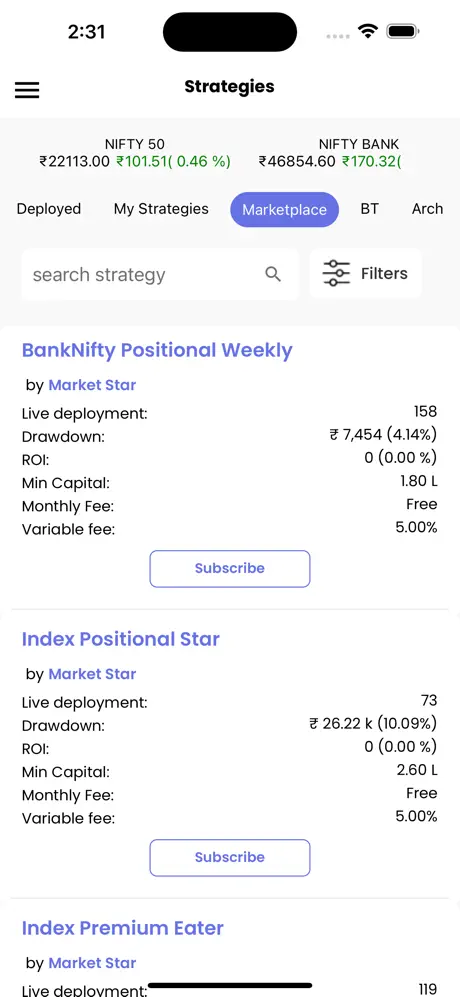 2:31
Strategies
NIFTY 50 NIFTY BANK
₹22113.00 ₹101.51( 0.46 %) ₹46854.60 ₹170.32(
Deployed My Strategies Marketplace BT Arch
search strategy Filters
BankNifty Positional Weekly
by Market Star
Live deployment: 158
Drawdown: ₹ 7,454 (4.14%)
ROI: 0 (0.00 %)
Min Capital: 1.80 L
Monthly Fee: Free
Variable fee: 5.00%
Subscribe
Index Positional Star
by Market Star
Live deployment: 73
Drawdown: ₹ 26.22 k (10.09%)
ROI: 0 (0.00 %)
Min Capital: 2.60 L
Monthly Fee: Free
Variable fee: 5.00%
Subscribe
Index Premium Eater
by Market Star
Live deployment: 119